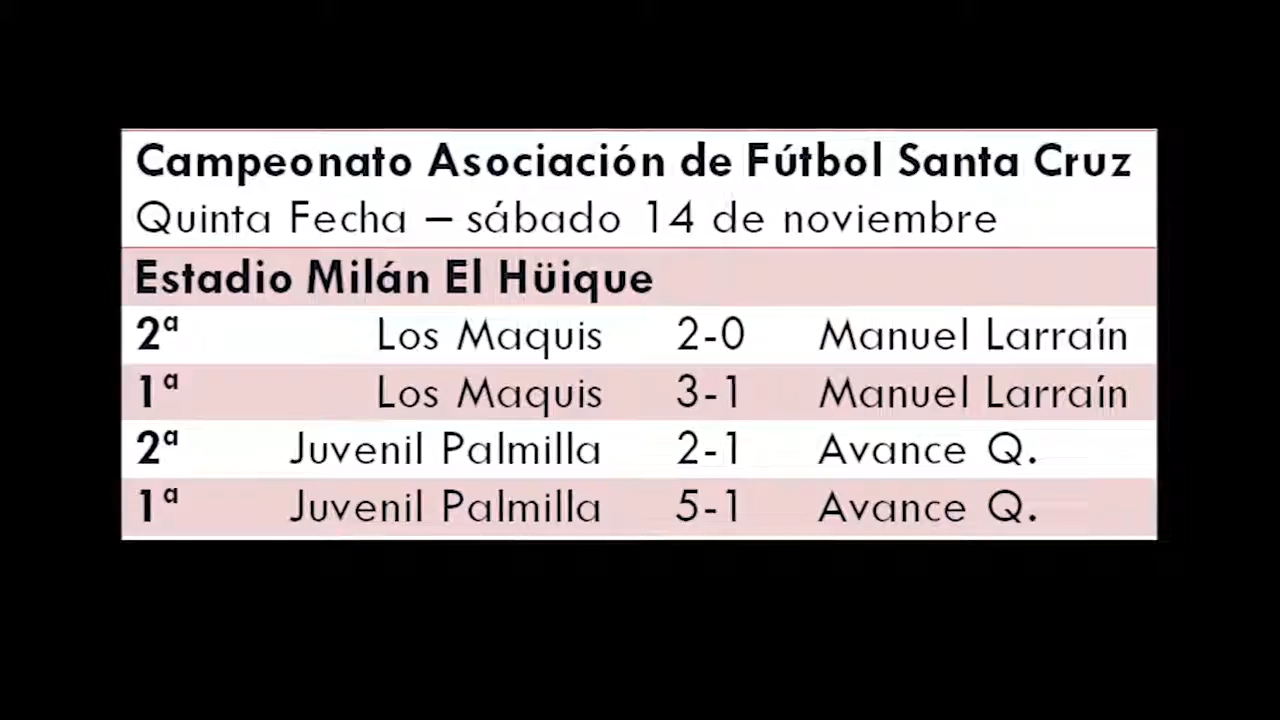 Campeonato Asociación de Fútbol Santa Cruz
Quinta Fecha – sábado 14 de noviembre
Estadio Milán El Hüique
2ª Los Maquis 2-0 Manuel Larraín
1ª Los Maquis 3-1 Manuel Larraín
2ª Juvenil Palmilla 2-1 Avance Q.
1ª Juvenil Palmilla 5-1 Avance Q.